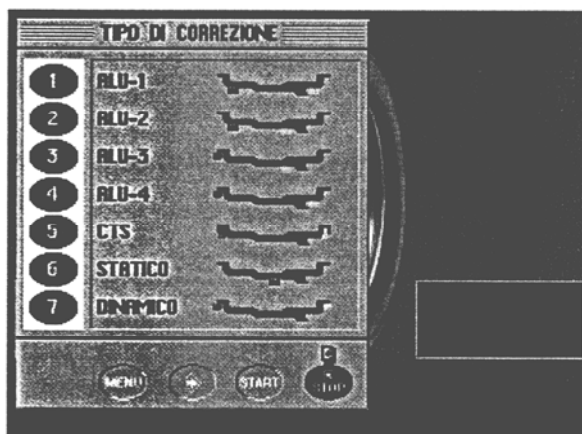 TIPO DI CORREZIONE
1 ALU-1
2 ALU-2
3 ALU-3
4 ALU-4
5 CTS
6 STATICO
7 DINAMICO
C
MENU START STOP